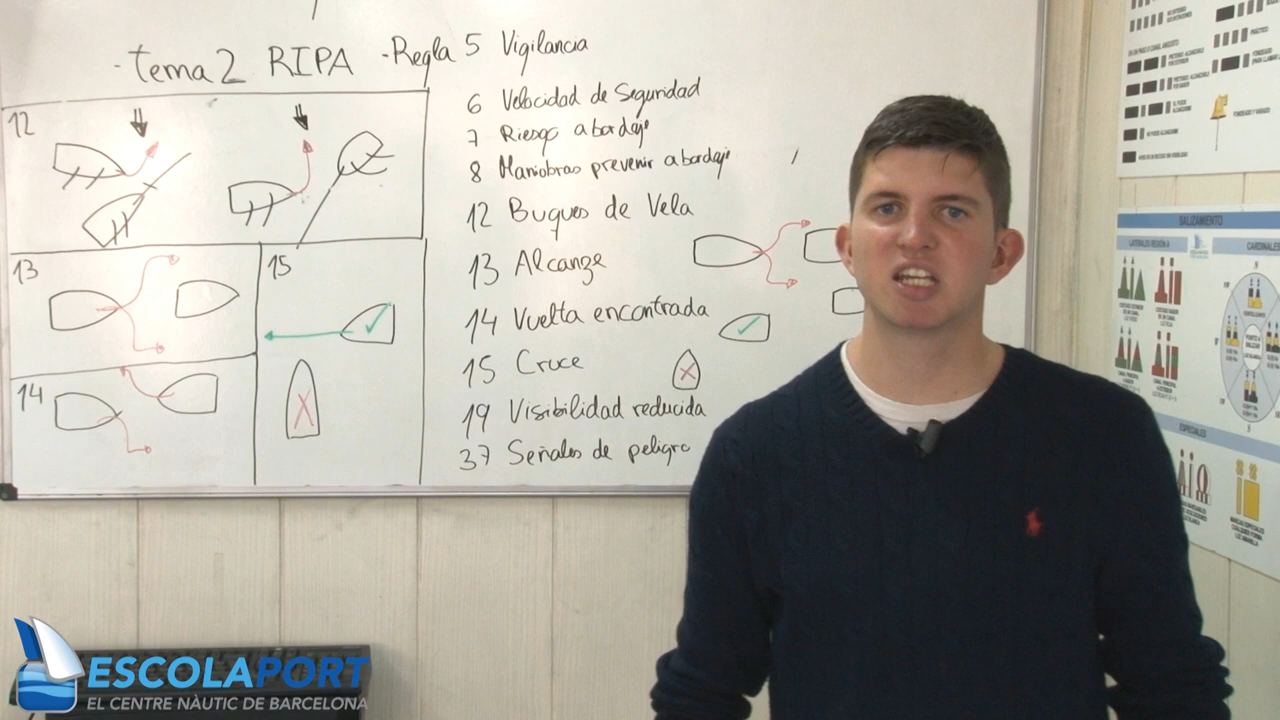 · tema 2 RIPA - Regla 5 Vigilancia
6 Velocidad de Seguridad
7 Riesgo abordaje
8 Maniobras prevenir abordaje
12 Buques de Vela
13 Alcanze
14 Vuelta encontrada
15 Cruce
19 Visibilidad reducida
37 Señales de peligro
12
13
15
14
BALIZAMIENTO
LATERALES REGIÓN A
CARDINALES
ESPECIALES
ESCOLAPORT
EL CENTRE NÀUTIC DE BARCELONA